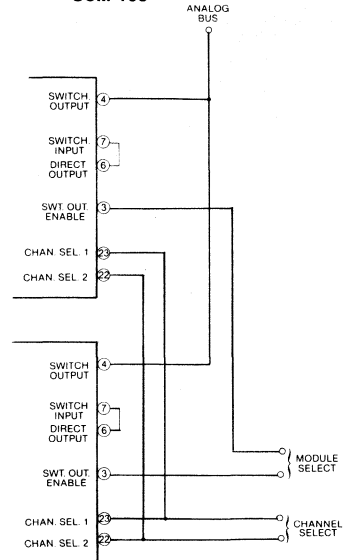 ANALOG
BUS
SWITCH
OUTPUT
4
SWITCH
INPUT
7
DIRECT
OUTPUT
6
SWT. OUT.
ENABLE
3
CHAN. SEL. 1
23
CHAN. SEL. 2
22
SWITCH
OUTPUT
4
SWITCH
INPUT
7
DIRECT
OUTPUT
6
SWT. OUT.
ENABLE
3
MODULE
SELECT
CHAN. SEL. 1
23
CHAN. SEL. 2
22
CHANNEL
SELECT